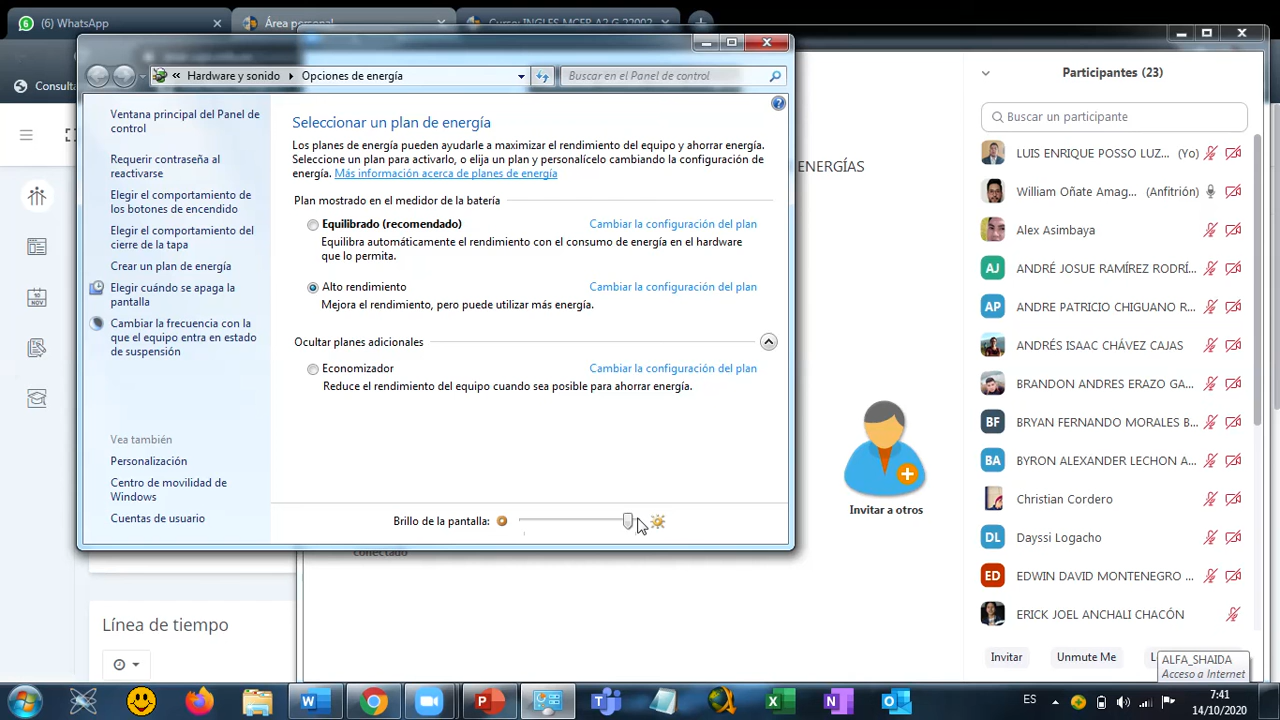 (6) WhatsApp
Área personal
Curso: INGLES MCER A2 G 22002
Consulta
Hardware y sonido
Opciones de energía
Buscar en el Panel de control
Ventana principal del Panel de
control
Requerir contraseña al
reactivarse
Elegir el comportamiento de
los botones de encendido
Elegir el comportamiento del
cierre de la tapa
Crear un plan de energía
Elegir cuándo se apaga la
pantalla
Cambiar la frecuencia con la
que el equipo entra en estado
de suspensión
Vea también
Personalización
Centro de movilidad de
Windows
Cuentas de usuario
Seleccionar un plan de energía
Los planes de energía pueden ayudarle a maximizar el rendimiento del equipo y ahorrar energía.
Seleccione un plan para activarlo, o elija un plan y personalícelo cambiando la configuración de
energía. Más información acerca de planes de energía
Plan mostrado en el medidor de la batería
Equilibrado (recomendado) Cambiar la configuración del plan
Equilibra automáticamente el rendimiento con el consumo de energía en el hardware
que lo permita.
Alto rendimiento Cambiar la configuración del plan
Mejora el rendimiento, pero puede utilizar más energía.
Ocultar planes adicionales
Economizador Cambiar la configuración del plan
Reduce el rendimiento del equipo cuando sea posible para ahorrar energía.
Brillo de la pantalla:
conectado
ENERGÍAS
Invitar a otros
10
NOV
Línea de tiempo
Participantes (23)
Buscar un participante
LUIS ENRIQUE POSSO LUZ... (Yo)
William Oñate Amag... (Anfitrión)
Alex Asimbaya
AJ ANDRÉ JOSUE RAMÍREZ RODRÍ...
AP ANDRE PATRICIO CHIGUANO R...
ANDRÉS ISAAC CHÁVEZ CAJAS
BRANDON ANDRES ERAZO GA...
BF BRYAN FERNANDO MORALES B...
BA BYRON ALEXANDER LECHON A...
Christian Cordero
DL Dayssi Logacho
ED EDWIN DAVID MONTENEGRO ...
ERICK JOEL ANCHALI CHACÓN
Invitar
Unmute Me
ALFA_SHAIDA
Acceso a Internet
ES
7:41
14/10/2020